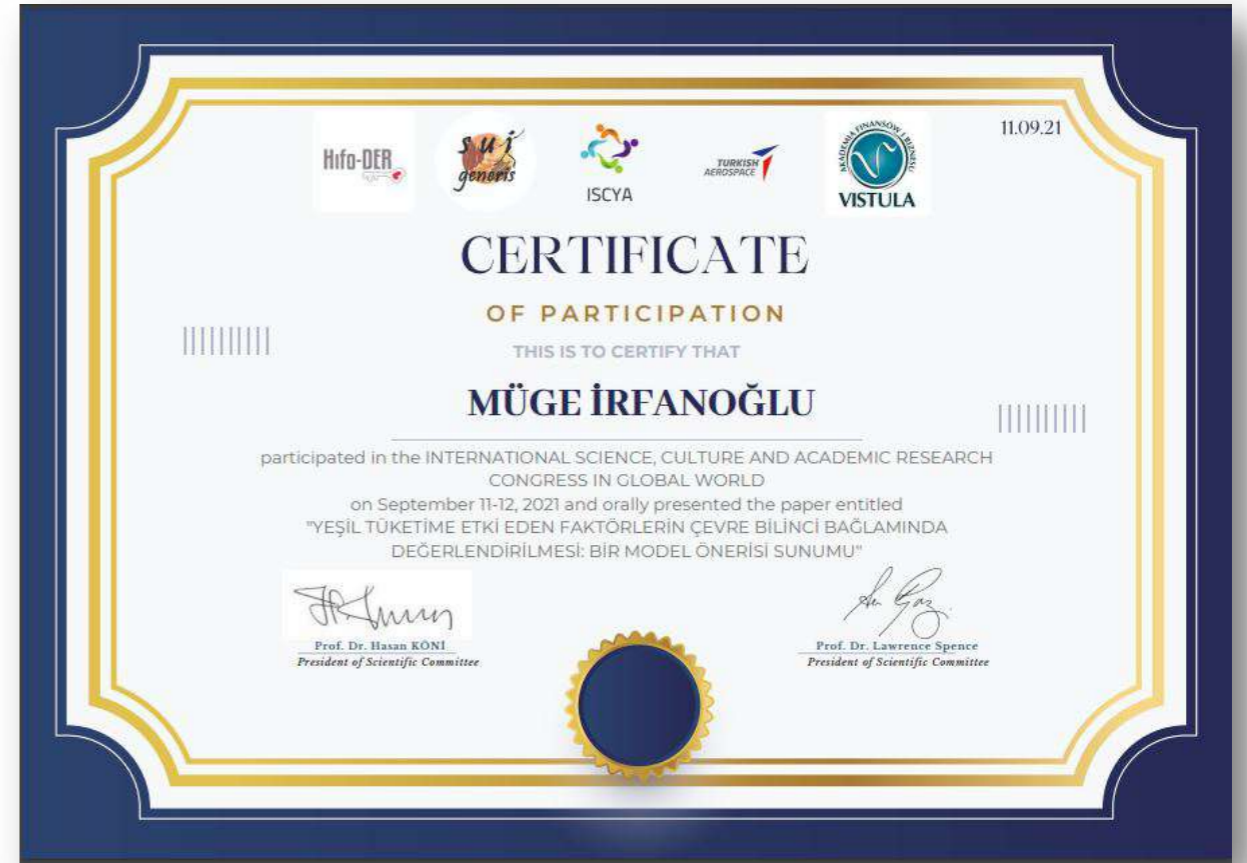 Hıfa-DER
sui
generis
ISCYA
TURKISH
AEROSPACE
AKADEMIA FINANSÓW I BIZNESU
VISTULA
11.09.21
CERTIFICATE
OF PARTICIPATION
THIS IS TO CERTIFY THAT
MÜGE İRFANOĞLU
participated in the INTERNATIONAL SCIENCE, CULTURE AND ACADEMIC RESEARCH
CONGRESS IN GLOBAL WORLD
on September 11-12, 2021 and orally presented the paper entitled
"YEŞİL TÜKETİME ETKİ EDEN FAKTÖRLERİN ÇEVRE BİLİNCİ BAĞLAMINDA
DEĞERLENDİRİLMESİ: BİR MODEL ÖNERİSİ SUNUMU"
Prof. Dr. Hasan KÖNİ
President of Scientific Committee
Prof. Dr. Lawrence Spence
President of Scientific Committee